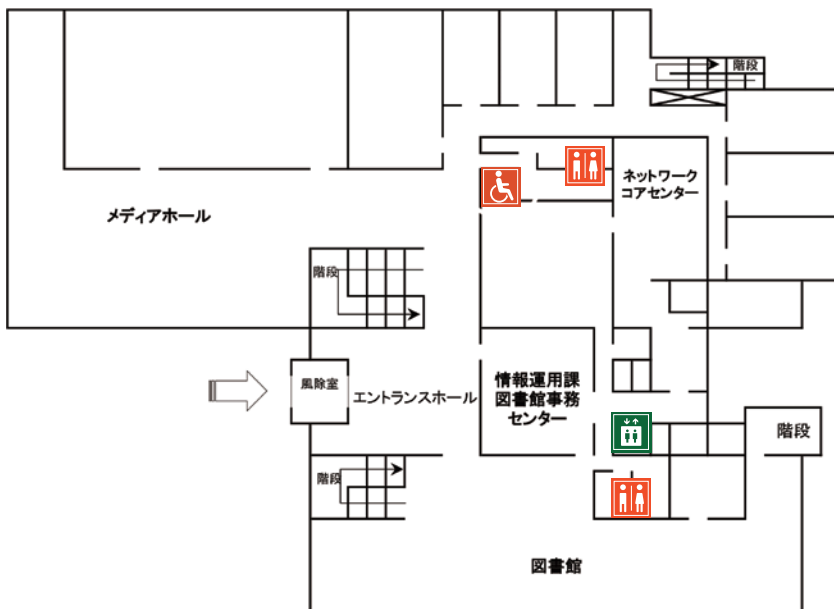 階段
ネットワーク
コアセンター
メディアホール
階段
風除室
エントランスホール
情報運用課
図書館事務
センター
階段
階段
図書館